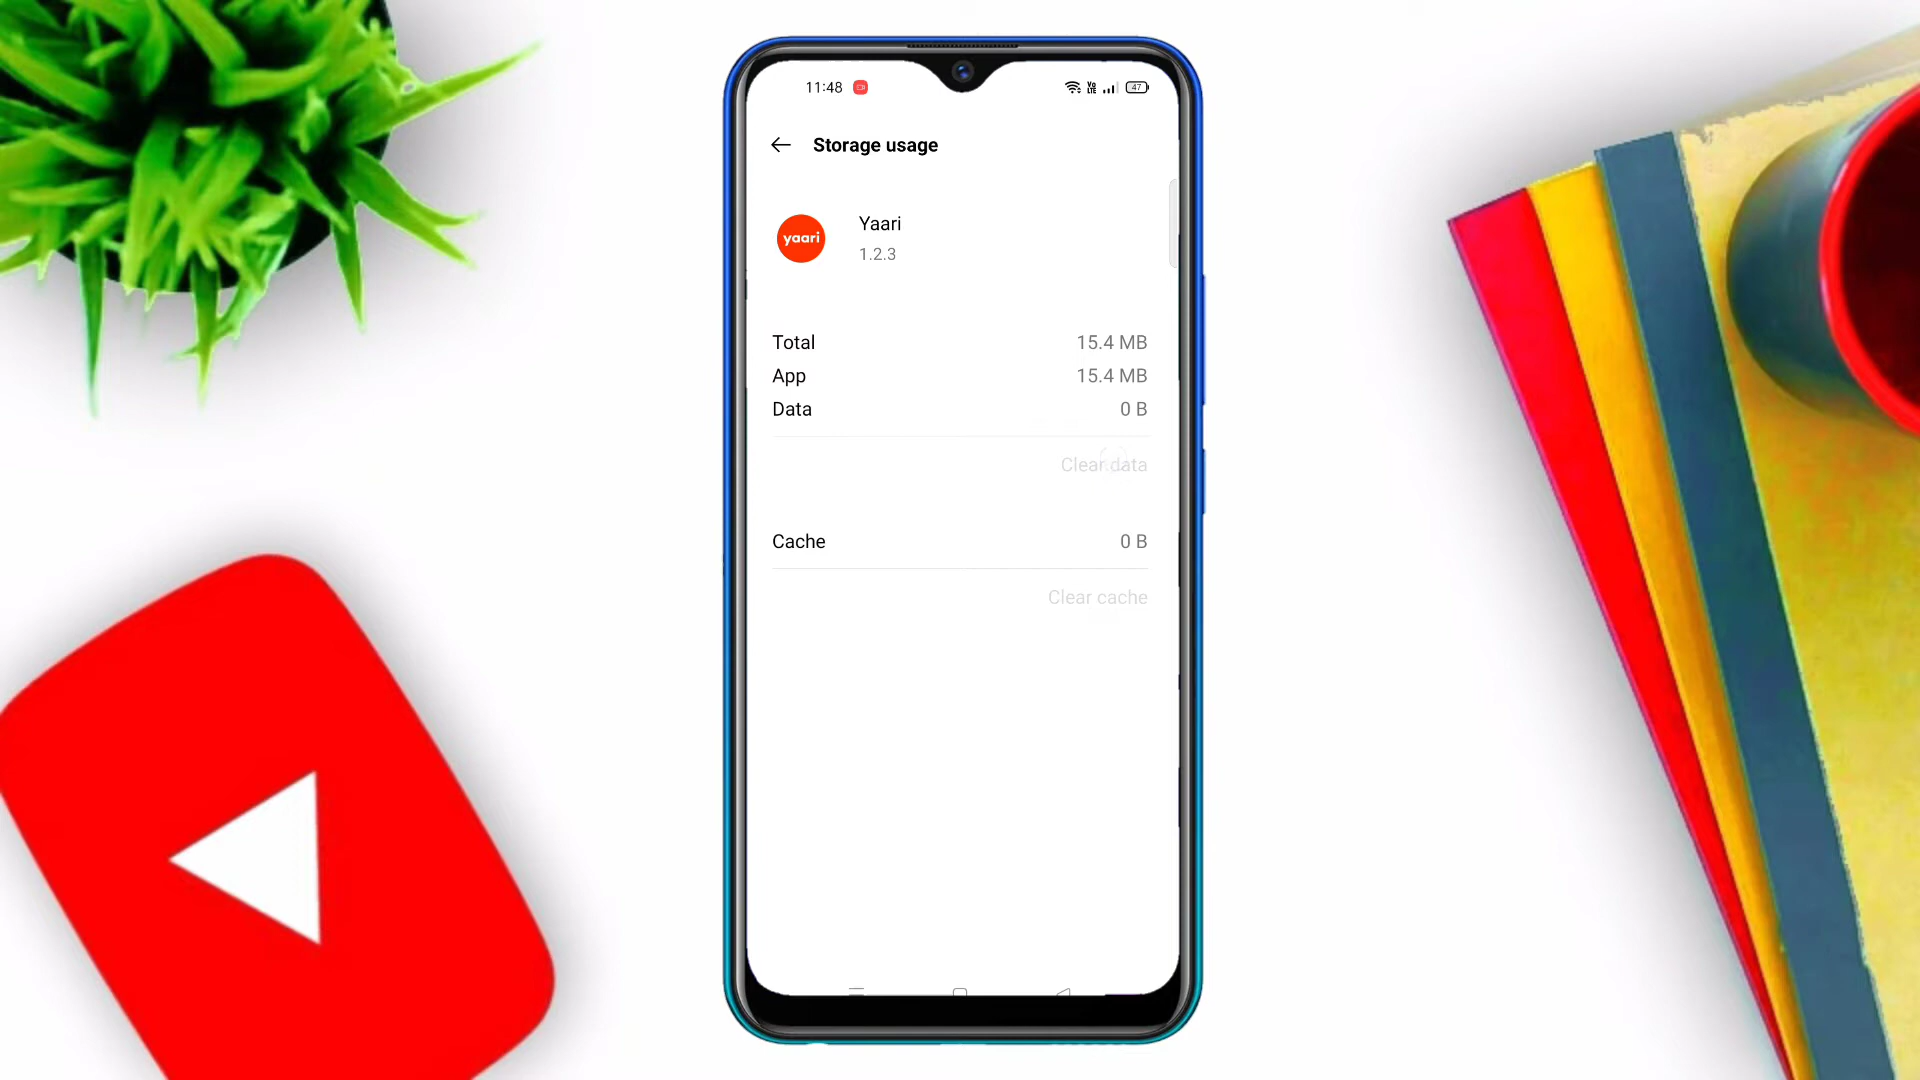 11:48
47
Storage usage
yaari
Yaari
1.2.3
Total 15.4 MB
App 15.4 MB
Data 0 B
Clear data
Cache 0 B
Clear cache